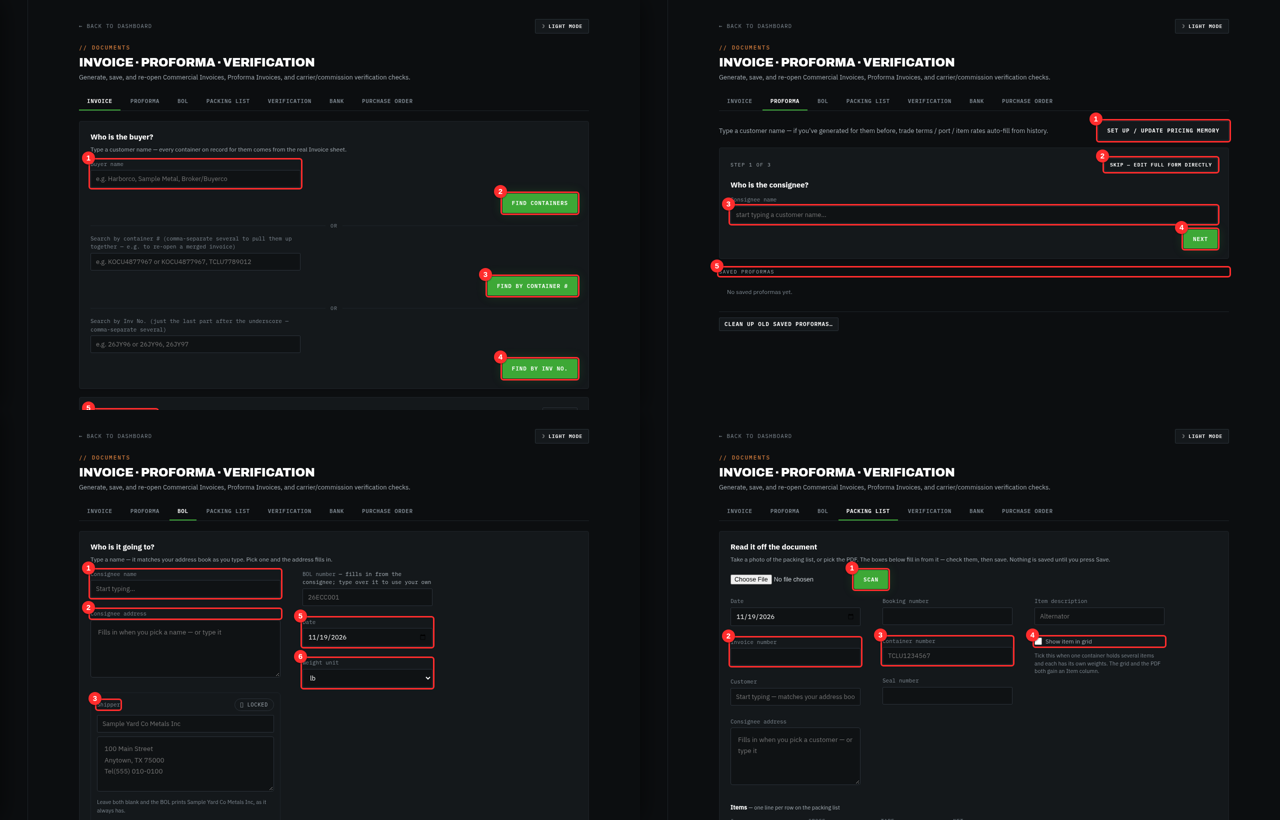 ← BACK TO DASHBOARD
☽ LIGHT MODE
// DOCUMENTS
INVOICE·PROFORMA·VERIFICATION
Generate, save, and re-open Commercial Invoices, Proforma Invoices, and carrier/commission verification checks.
INVOICE PROFORMA BOL PACKING LIST VERIFICATION BANK PURCHASE ORDER
Who is the buyer?
Type a customer name — every container on record for them comes from the real Invoice sheet.
1
Buyer name
e.g. Harborco, Sample Metal, Broker/Buyerco
2
FIND CONTAINERS
OR
Search by container # (comma-separate several to pull them up
together — e.g. to re-open a merged invoice)
e.g. KOCU4877967 or KOCU4877967, TCLU7789012
3
FIND BY CONTAINER #
OR
Search by Inv No. (just the last part after the underscore —
comma-separate several)
e.g. 26JY96 or 26JY96, 26JY97
4
FIND BY INV NO.
5
← BACK TO DASHBOARD
☽ LIGHT MODE
// DOCUMENTS
INVOICE·PROFORMA·VERIFICATION
Generate, save, and re-open Commercial Invoices, Proforma Invoices, and carrier/commission verification checks.
INVOICE PROFORMA BOL PACKING LIST VERIFICATION BANK PURCHASE ORDER
Type a customer name — if you've generated for them before, trade terms / port / item rates auto-fill from history.
1
SET UP / UPDATE PRICING MEMORY
STEP 1 OF 3
2
SKIP — EDIT FULL FORM DIRECTLY
Who is the consignee?
Consignee name
3
start typing a customer name...
4
NEXT
5
SAVED PROFORMAS
No saved proformas yet.
CLEAN UP OLD SAVED PROFORMAS…
← BACK TO DASHBOARD
☽ LIGHT MODE
// DOCUMENTS
INVOICE·PROFORMA·VERIFICATION
Generate, save, and re-open Commercial Invoices, Proforma Invoices, and carrier/commission verification checks.
INVOICE PROFORMA BOL PACKING LIST VERIFICATION BANK PURCHASE ORDER
Who is it going to?
Type a name — it matches your address book as you type. Pick one and the address fills in.
1
Consignee name
Start typing...
BOL number — fills in from the
consignee; type over it to use your own
26ECC001
2
Consignee address
Fills in when you pick a name — or type it
5
Date
11/19/2026
6
Weight unit
lb
3
Shipper
LOCKED
Sample Yard Co Metals Inc
100 Main Street
Anytown, TX 75000
Tel(555) 010-0100
Leave both blank and the BOL prints Sample Yard Co Metals Inc, as it
always has.
← BACK TO DASHBOARD
☽ LIGHT MODE
// DOCUMENTS
INVOICE·PROFORMA·VERIFICATION
Generate, save, and re-open Commercial Invoices, Proforma Invoices, and carrier/commission verification checks.
INVOICE PROFORMA BOL PACKING LIST VERIFICATION BANK PURCHASE ORDER
Read it off the document
Take a photo of the packing list, or pick the PDF. The boxes below fill in from it — check them, then save. Nothing is saved until you press Save.
Choose File No file chosen
1
SCAN
Date
11/19/2026
Booking number
Item description
Alternator
2
Invoice number
3
Container number
TCLU1234567
4
Show item in grid
Tick this when one container holds several items
and each has its own weights. The grid and the PDF
both gain an Item column.
Customer
Start typing — matches your address boo
Seal number
Consignee address
Fills in when you pick a customer — or
type it
Items — one line per row on the packing list